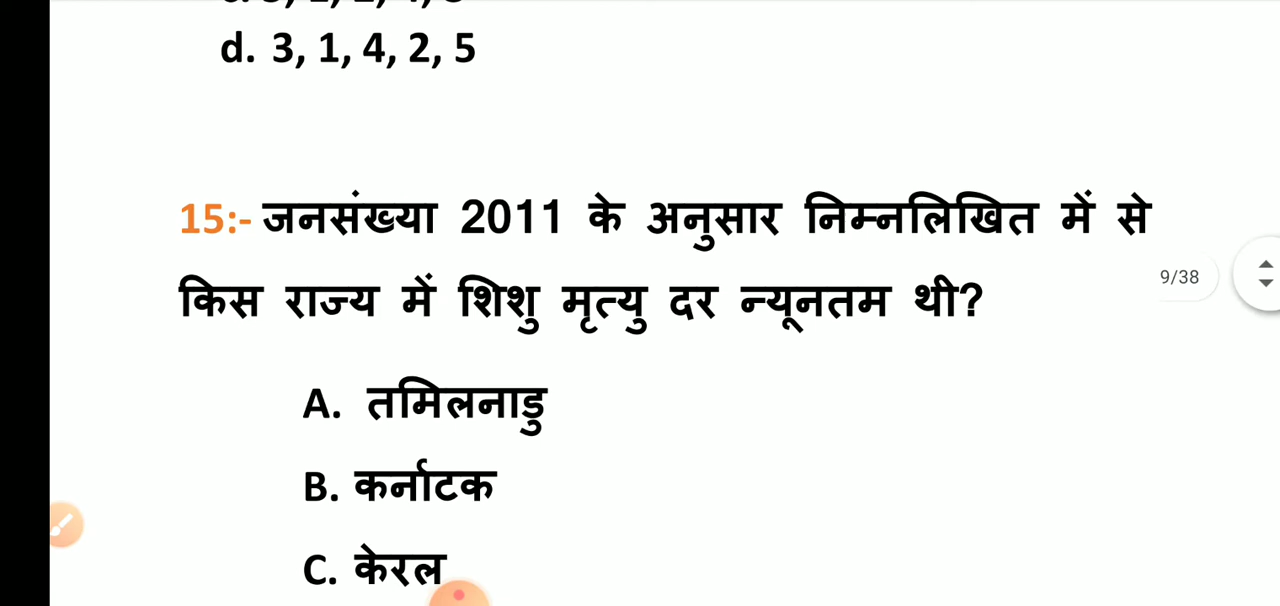 d. 3, 1, 4, 2, 5
15:- जनसंख्या 2011 के अनुसार निम्नलिखित में से
किस राज्य में शिशु मृत्यु दर न्यूनतम थी?
9/38
A. तमिलनाडु
B. कर्नाटक
C. केरल